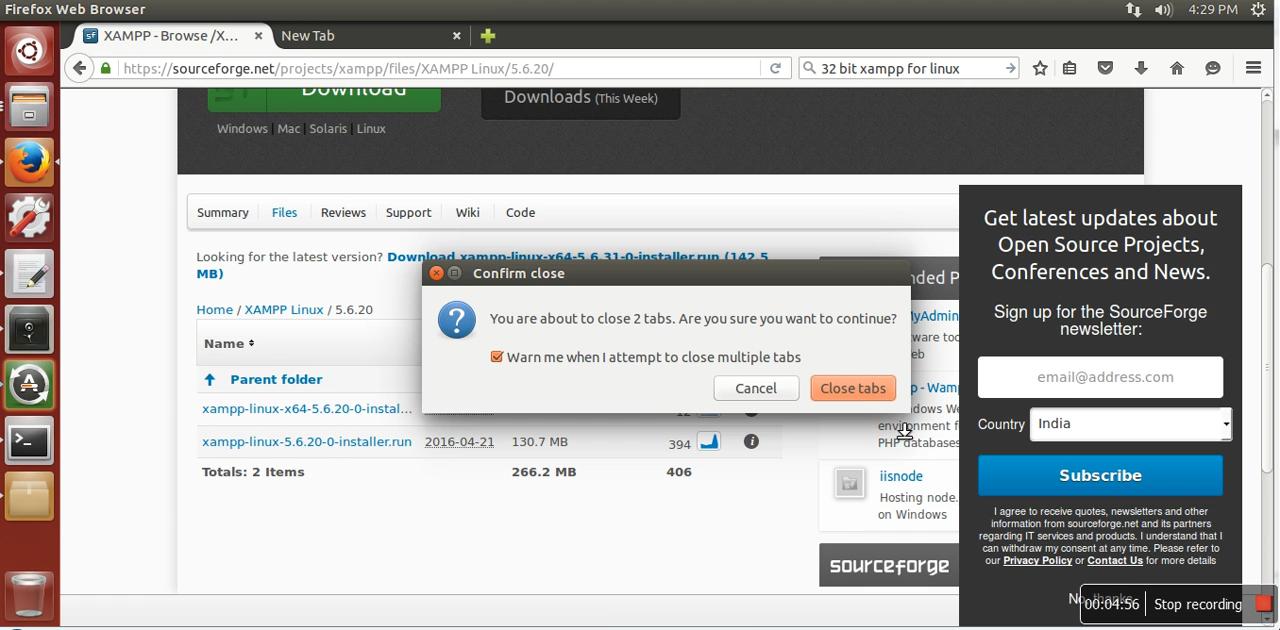 Firefox Web Browser
4:29 PM
XAMPP - Browse /X...
New Tab
https://sourceforge.net/projects/xampp/files/XAMPP Linux/5.6.20/
32 bit xampp for linux
Download
Downloads (This Week)
Windows | Mac | Solaris | Linux
Summary
Files
Reviews
Support
Wiki
Code
Looking for the latest version? Download xampp-linux-x64-5.6.31-0-installer.run (142.5
MB)
Home / XAMPP Linux / 5.6.20
Name
Parent folder
xampp-linux-x64-5.6.20-0-instal...
12
xampp-linux-5.6.20-0-installer.run
2016-04-21
130.7 MB
394
Totals: 2 Items
266.2 MB
406
Confirm close
You are about to close 2 tabs. Are you sure you want to continue?
Warn me when I attempt to close multiple tabs
Cancel
Close tabs
environment f
PHP databases
iisnode
Hosting node.
on Windows
sourceforge
Get latest updates about
Open Source Projects,
Conferences and News.
Sign up for the SourceForge
newsletter:
email@address.com
Country
India
Subscribe
I agree to receive quotes, newsletters and other
information from sourceforge.net and its partners
regarding IT services and products. I understand that I
can withdraw my consent at any time. Please refer to
our Privacy Policy or Contact Us for more details
No, thanks
00:04:56
Stop recording